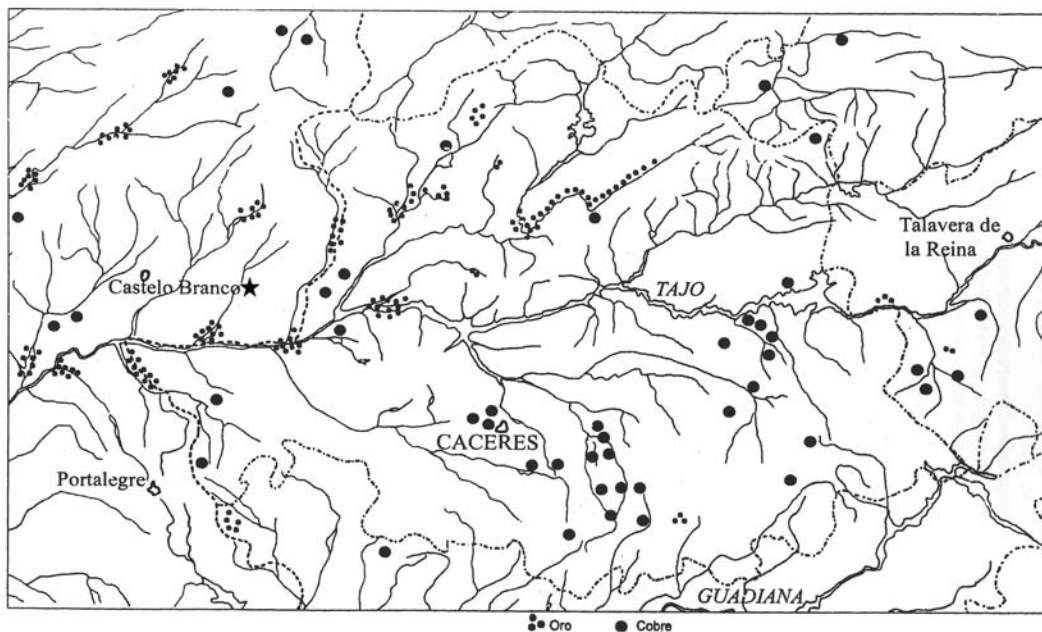 Talavera de
la Reina
Castelo Branco
TAJO
CACERES
Portalegre
GUADIANA
Oro
Cobre